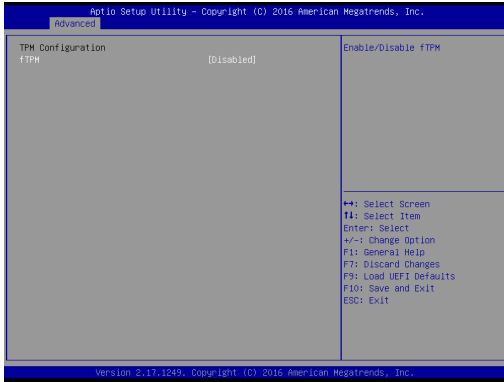 Aptio Setup Utility – Copyright (C) 2016 American Megatrends, Inc.
Advanced
TPM Configuration
fTPM [Disabled]
Enable/Disable fTPM
↔: Select Screen
↑↓: Select Item
Enter: Select
+/-: Change Option
F1: General Help
F7: Discard Changes
F9: Load UEFI Defaults
F10: Save and Exit
ESC: Exit
Version 2.17.1249. Copyright (C) 2016 American Megatrends, Inc.